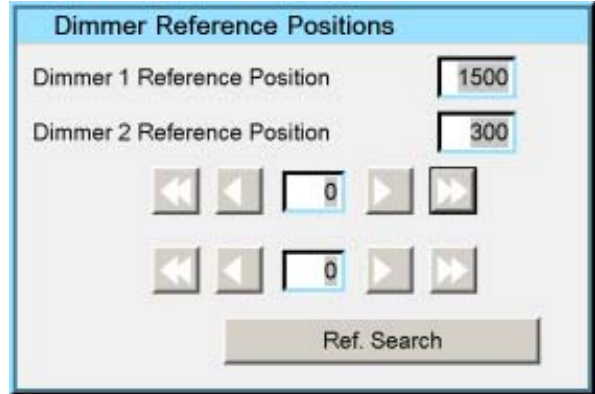 Dimmer Reference Positions
Dimmer 1 Reference Position 1500
Dimmer 2 Reference Position 300
0
0
Ref. Search